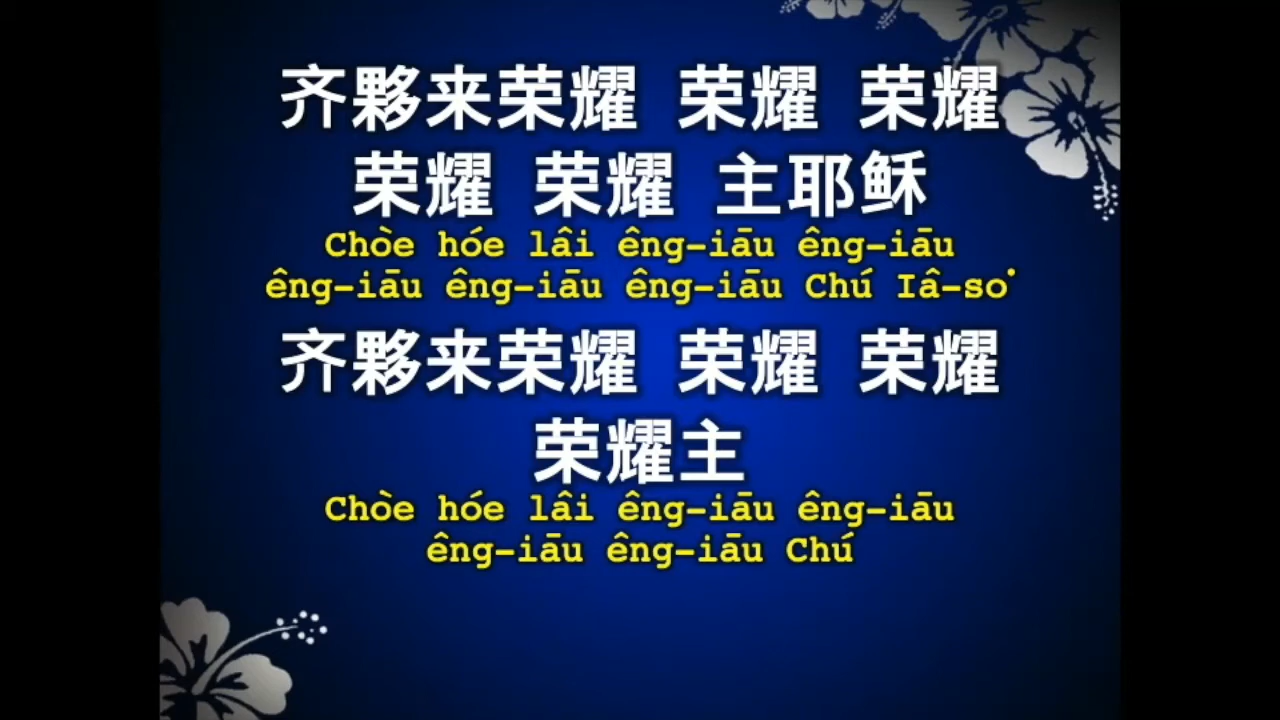 齐夥来荣耀 荣耀 荣耀
荣耀 荣耀 主耶稣
Chòe hóe lâi êng-iāu êng-iāu
êng-iāu êng-iāu êng-iāu Chú Iâ-so͘
齐夥来荣耀 荣耀 荣耀
荣耀主
Chòe hóe lâi êng-iāu êng-iāu
êng-iāu êng-iāu Chú